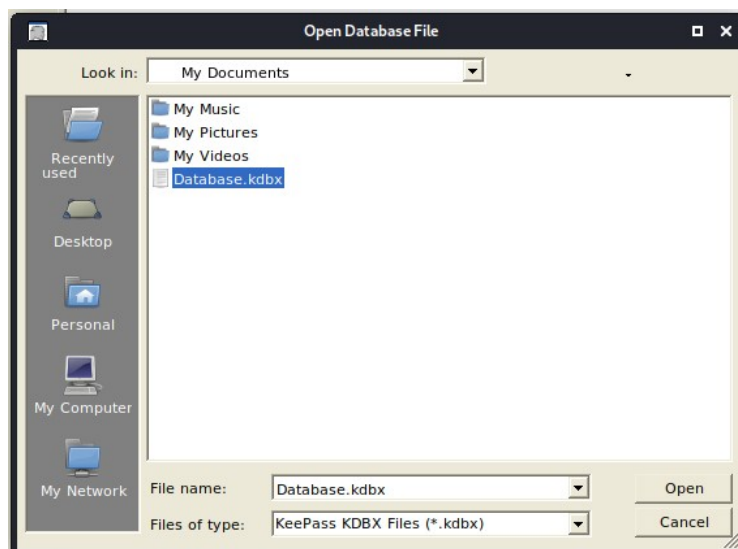 Open Database File
Look in: My Documents
Recently
used
Desktop
Personal
My Computer
My Network
My Music
My Pictures
My Videos
Database.kdbx
File name: Database.kdbx Open
Files of type: KeePass KDBX Files (*.kdbx) Cancel